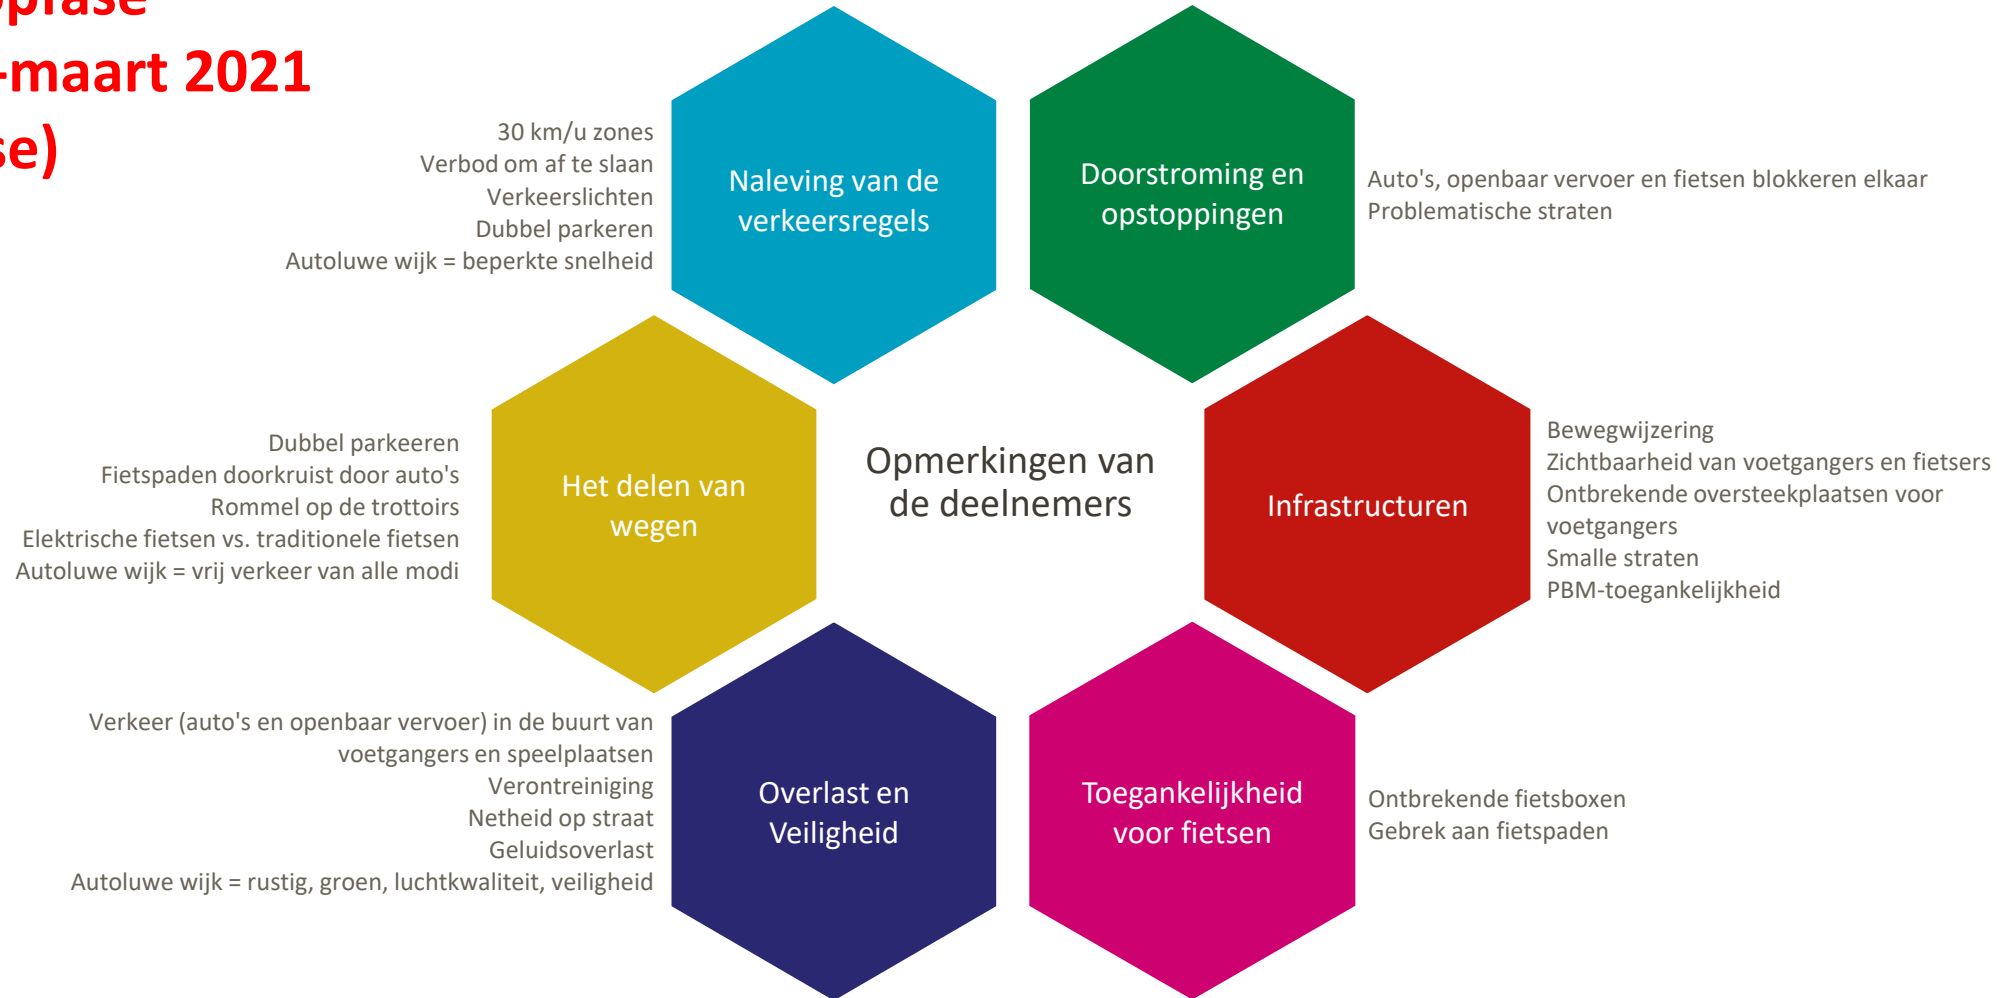 -maart 2021
30 km/u zones
Verbod om af te slaan
Verkeerslichten
Dubbel parkeren
Autoluwe wijk = beperkte snelheid
Naleving van de
verkeersregels
Doorstroming en
opstoppingen
Auto's, openbaar vervoer en fietsen blokkeren elkaar
Problematische straten
Dubbel parkeeren
Fietspaden doorkruist door auto's
Rommel op de trottoirs
Elektrische fietsen vs. traditionele fietsen
Autoluwe wijk = vrij verkeer van alle modi
Het delen van
wegen
Opmerkingen van
de deelnemers
Infrastructuren
Bewegwijzering
Zichtbaarheid van voetgangers en fietsers
Ontbrekende oversteekplaatsen voor
voetgangers
Smalle straten
PBM-toegankelijkheid
Verkeer (auto's en openbaar vervoer) in de buurt van
voetgangers en speelplaatsen
Verontreiniging
Netheid op straat
Geluidsoverlast
Autoluwe wijk = rustig, groen, luchtkwaliteit, veiligheid
Overlast en
Veiligheid
Toegankelijkheid
voor fietsen
Ontbrekende fietsboxen
Gebrek aan fietspaden